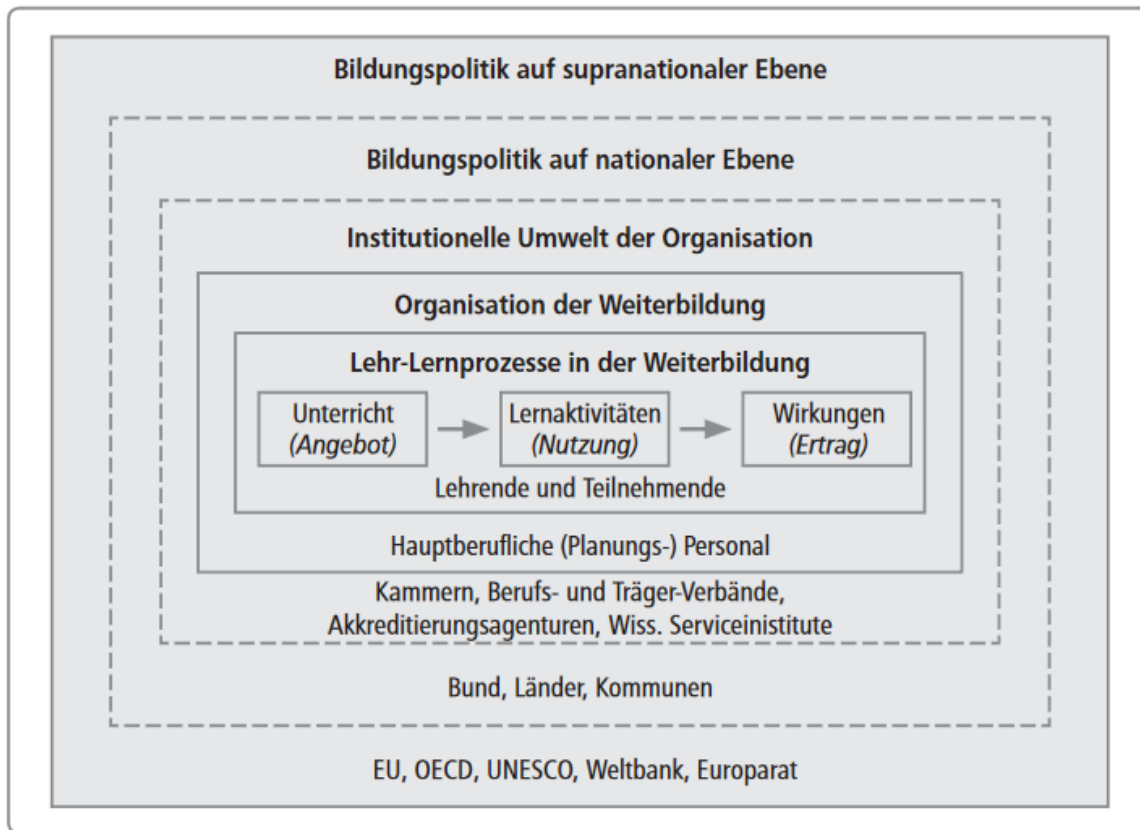 Bildungspolitik auf supranationaler Ebene
Bildungspolitik auf nationaler Ebene
Institutionelle Umwelt der Organisation
Organisation der Weiterbildung
Lehr-Lernprozesse in der Weiterbildung
Unterricht
(Angebot)
Lernaktivitäten
(Nutzung)
Wirkungen
(Ertrag)
Lehrende und Teilnehmende
Hauptberufliche (Planungs-) Personal
Kammern, Berufs- und Träger-Verbände,
Akkreditierungsagenturen, Wiss. Serviceinistitute
Bund, Länder, Kommunen
EU, OECD, UNESCO, Weltbank, Europarat